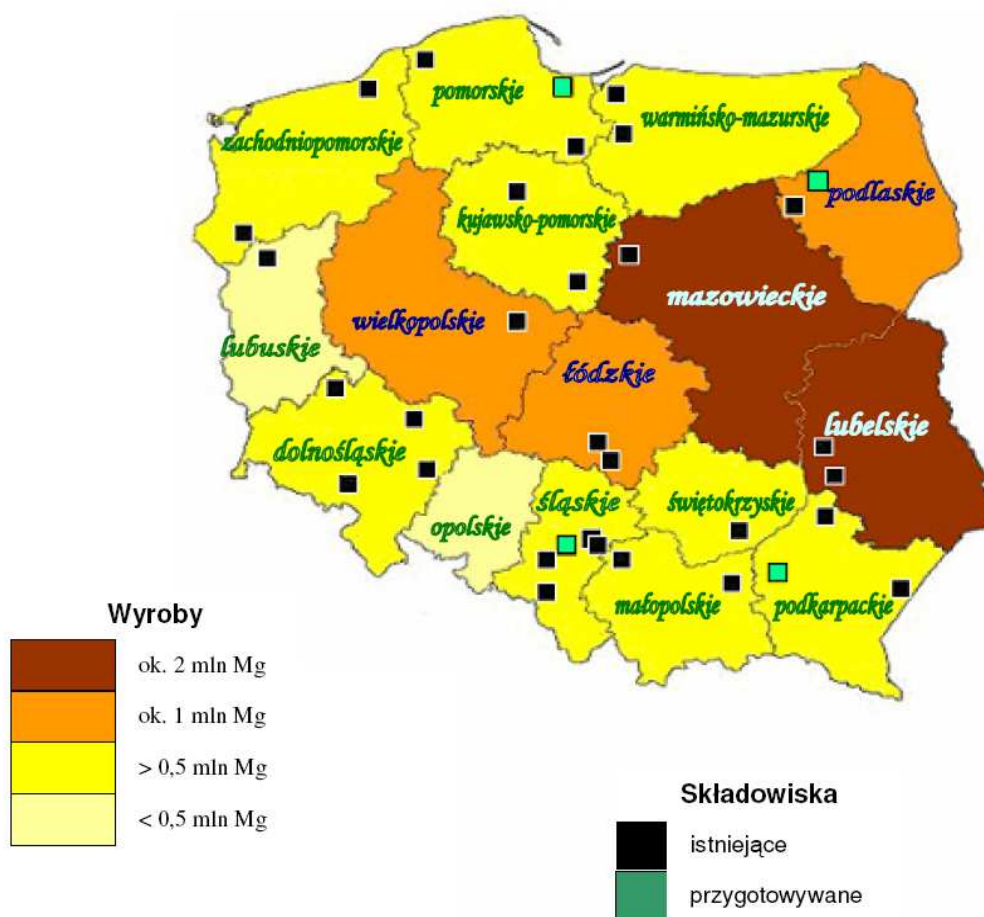 pomorskie
warmińsko-mazurskie
zachodniopomorskie
podlaskie
kujawsko-pomorskie
mazowieckie
wielkopolskie
lubuskie
łódzkie
lubelskie
dolnośląskie
śląskie
świętokrzyskie
opolskie
małopolskie
podkarpackie
Wyroby
ok. 2 mln Mg
ok. 1 mln Mg
> 0,5 mln Mg
< 0,5 mln Mg
Składowiska
istniejące
przygotowywane